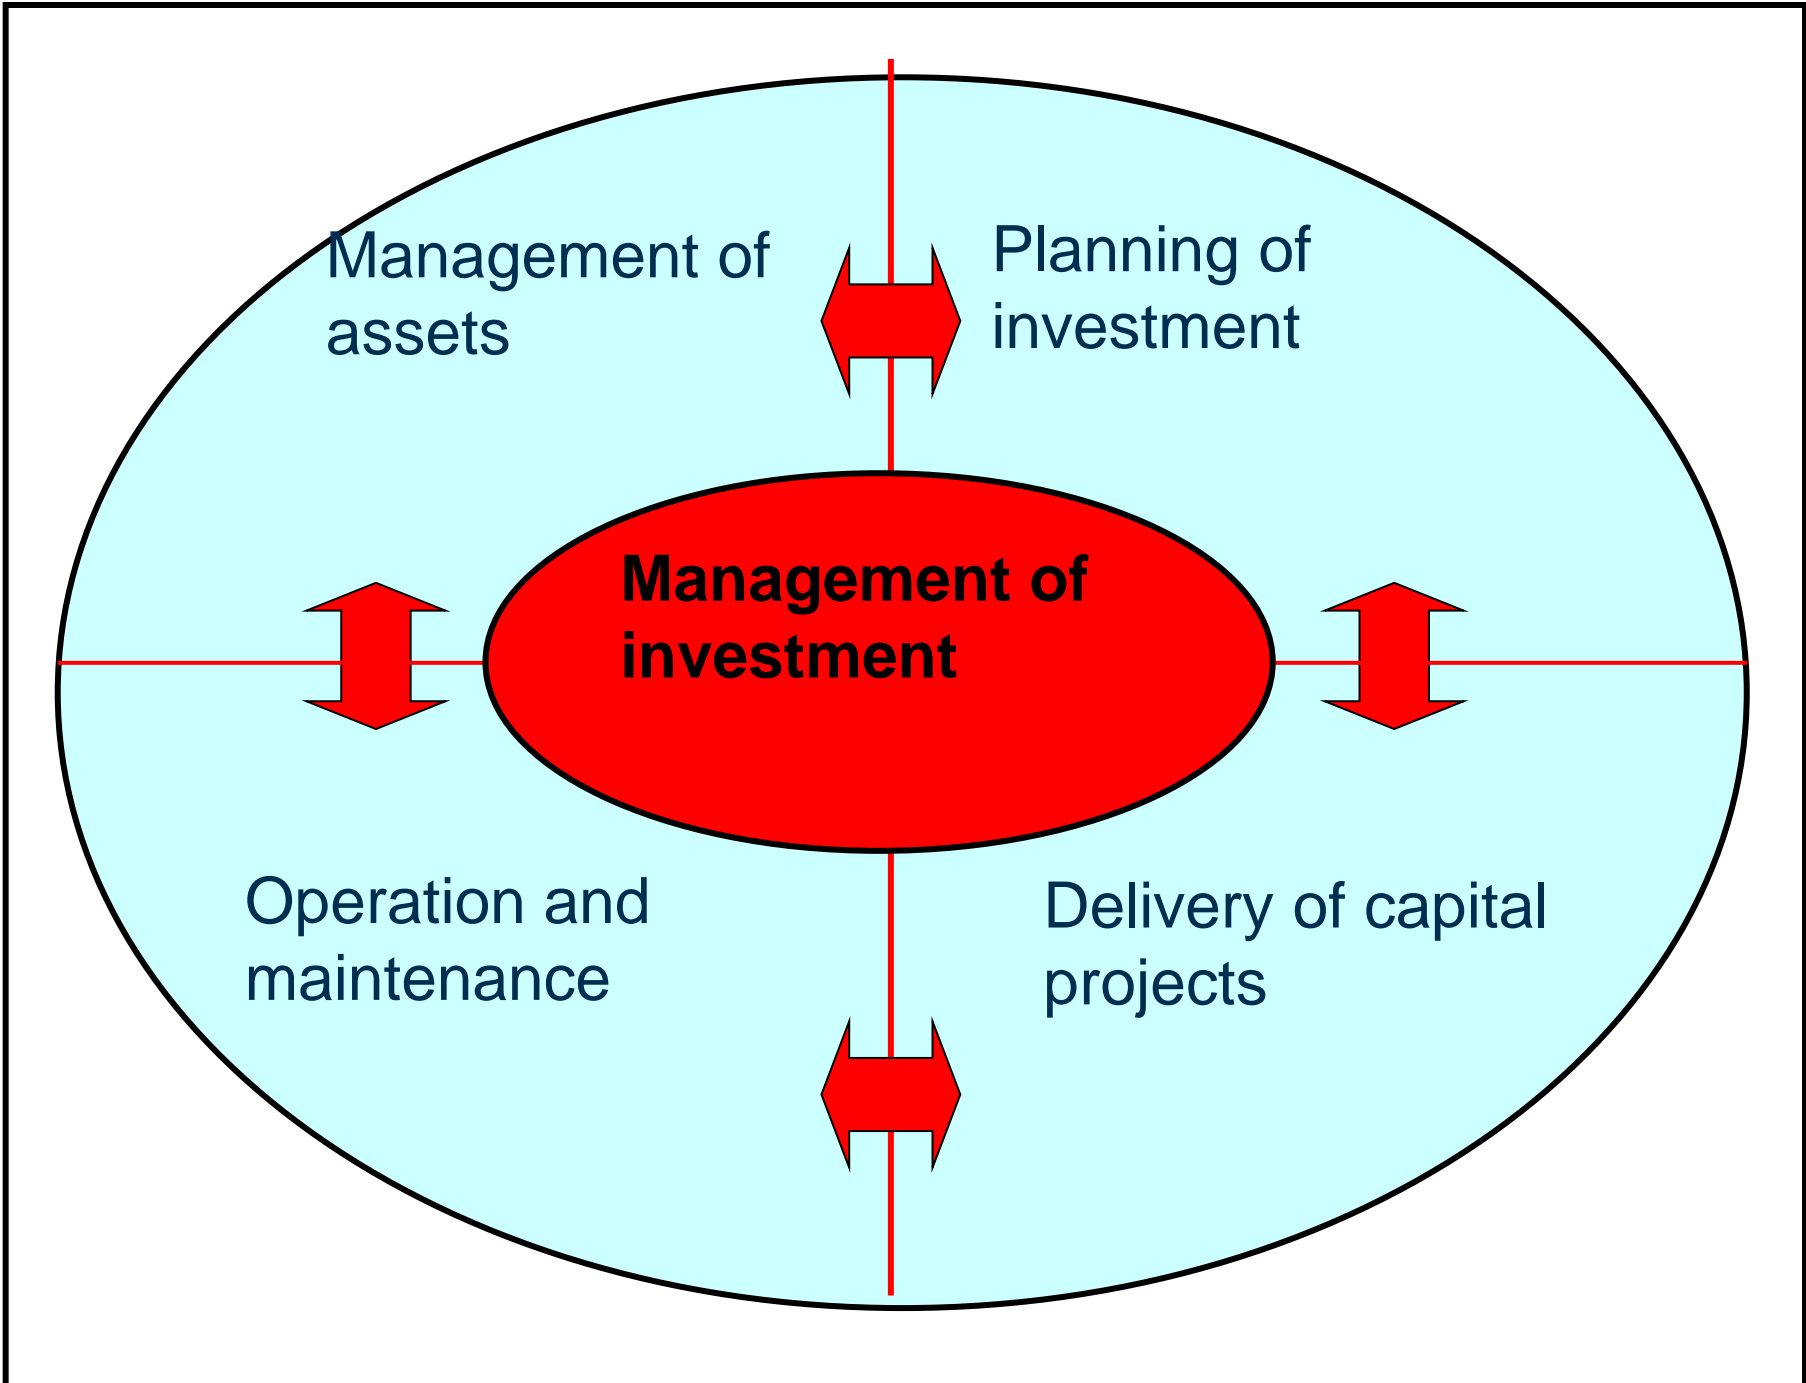 Management of
assets
Planning of
investment
Management of
investment
Operation and
maintenance
Delivery of capital
projects